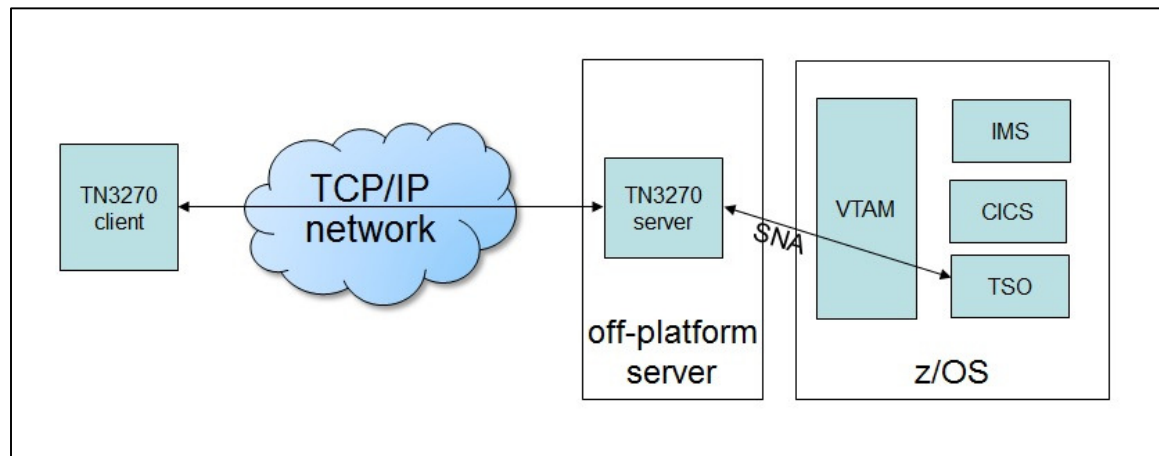 TN3270
client
TCP/IP
network
TN3270
server
off-platform
server
SNA
VTAM
IMS
CICS
TSO
z/OS